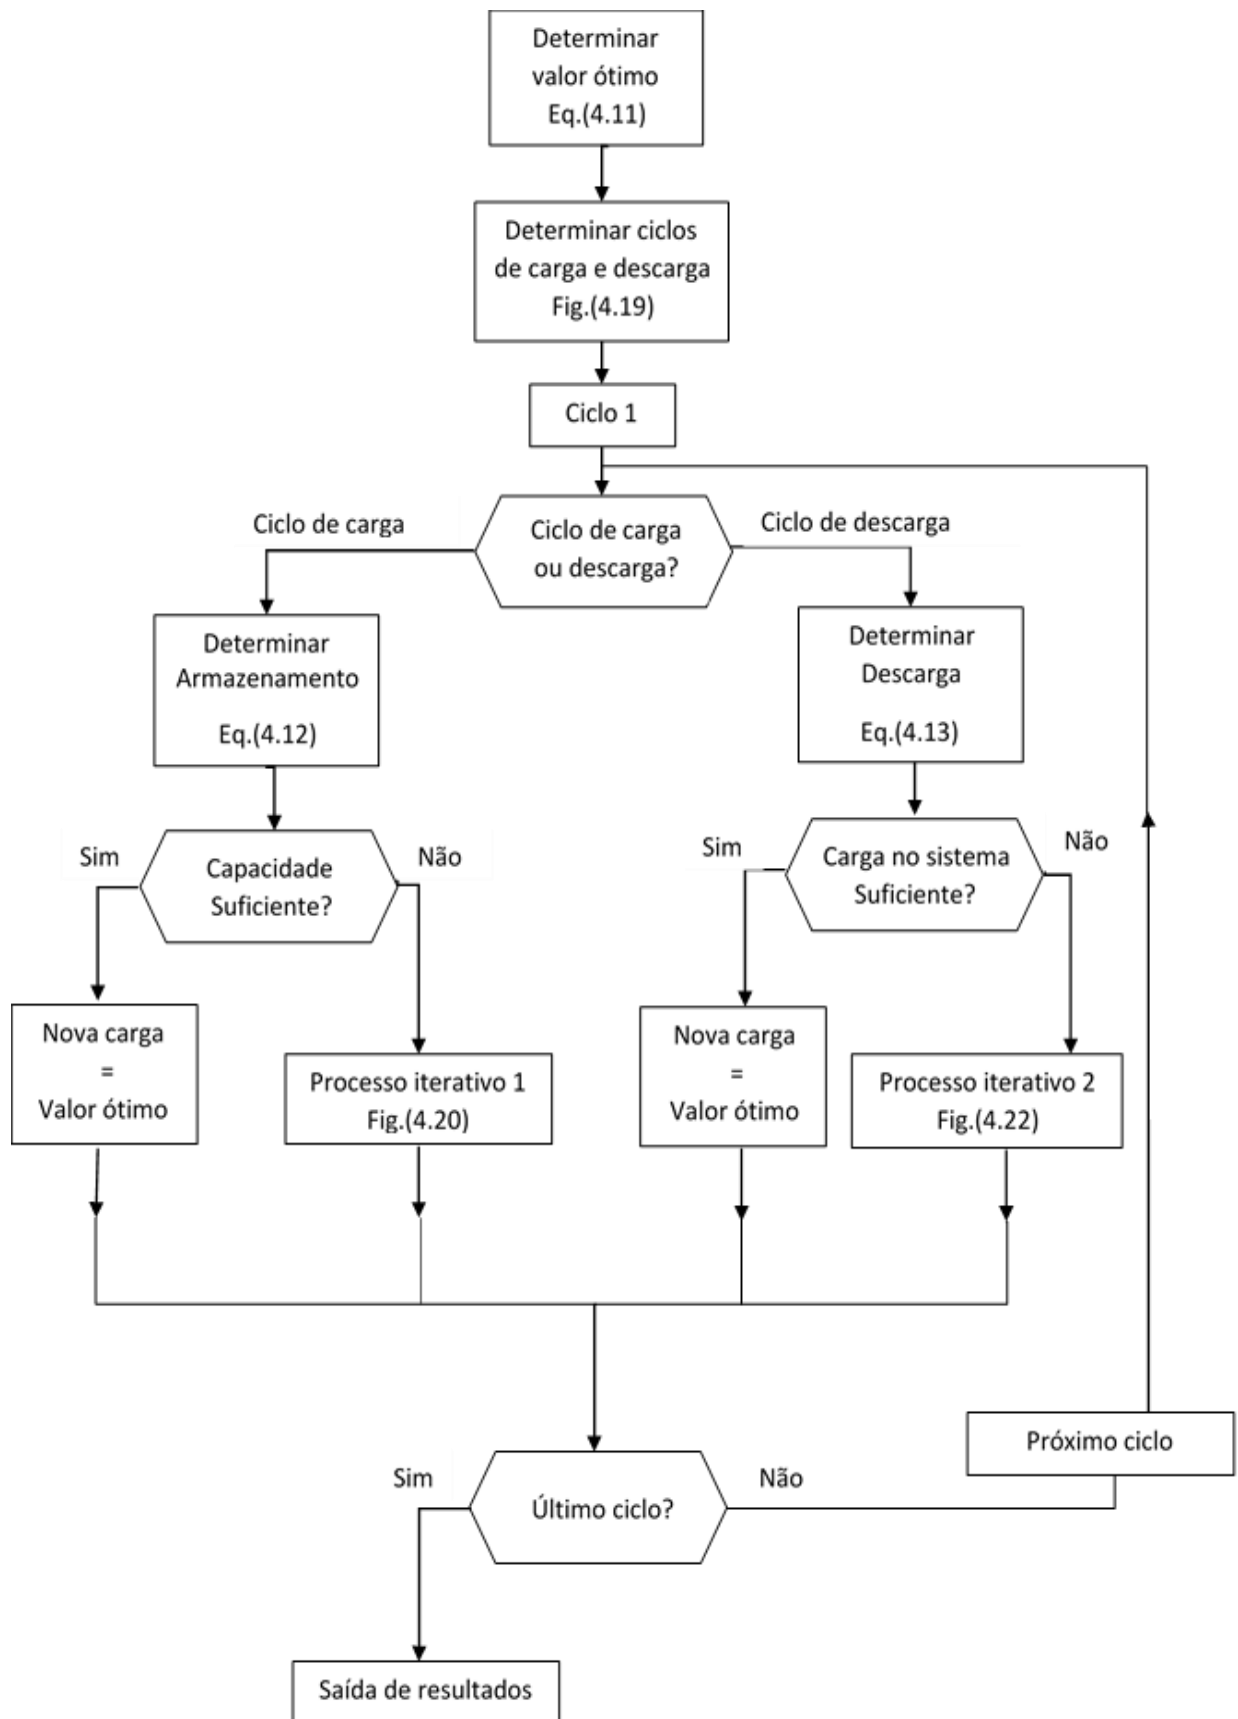 Determinar
valor ótimo
Eq.(4.11)
Determinar ciclos
de carga e descarga
Fig.(4.19)
Ciclo 1
Ciclo de carga
Ciclo de carga
ou descarga?
Ciclo de descarga
Determinar
Armazenamento
Eq.(4.12)
Determinar
Descarga
Eq.(4.13)
Sim
Capacidade
Suficiente?
Não
Sim
Carga no sistema
Suficiente?
Não
Nova carga
=
Valor ótimo
Processo iterativo 1
Fig.(4.20)
Nova carga
=
Valor ótimo
Processo iterativo 2
Fig.(4.22)
Próximo ciclo
Sim
Último ciclo?
Não
Saída de resultados